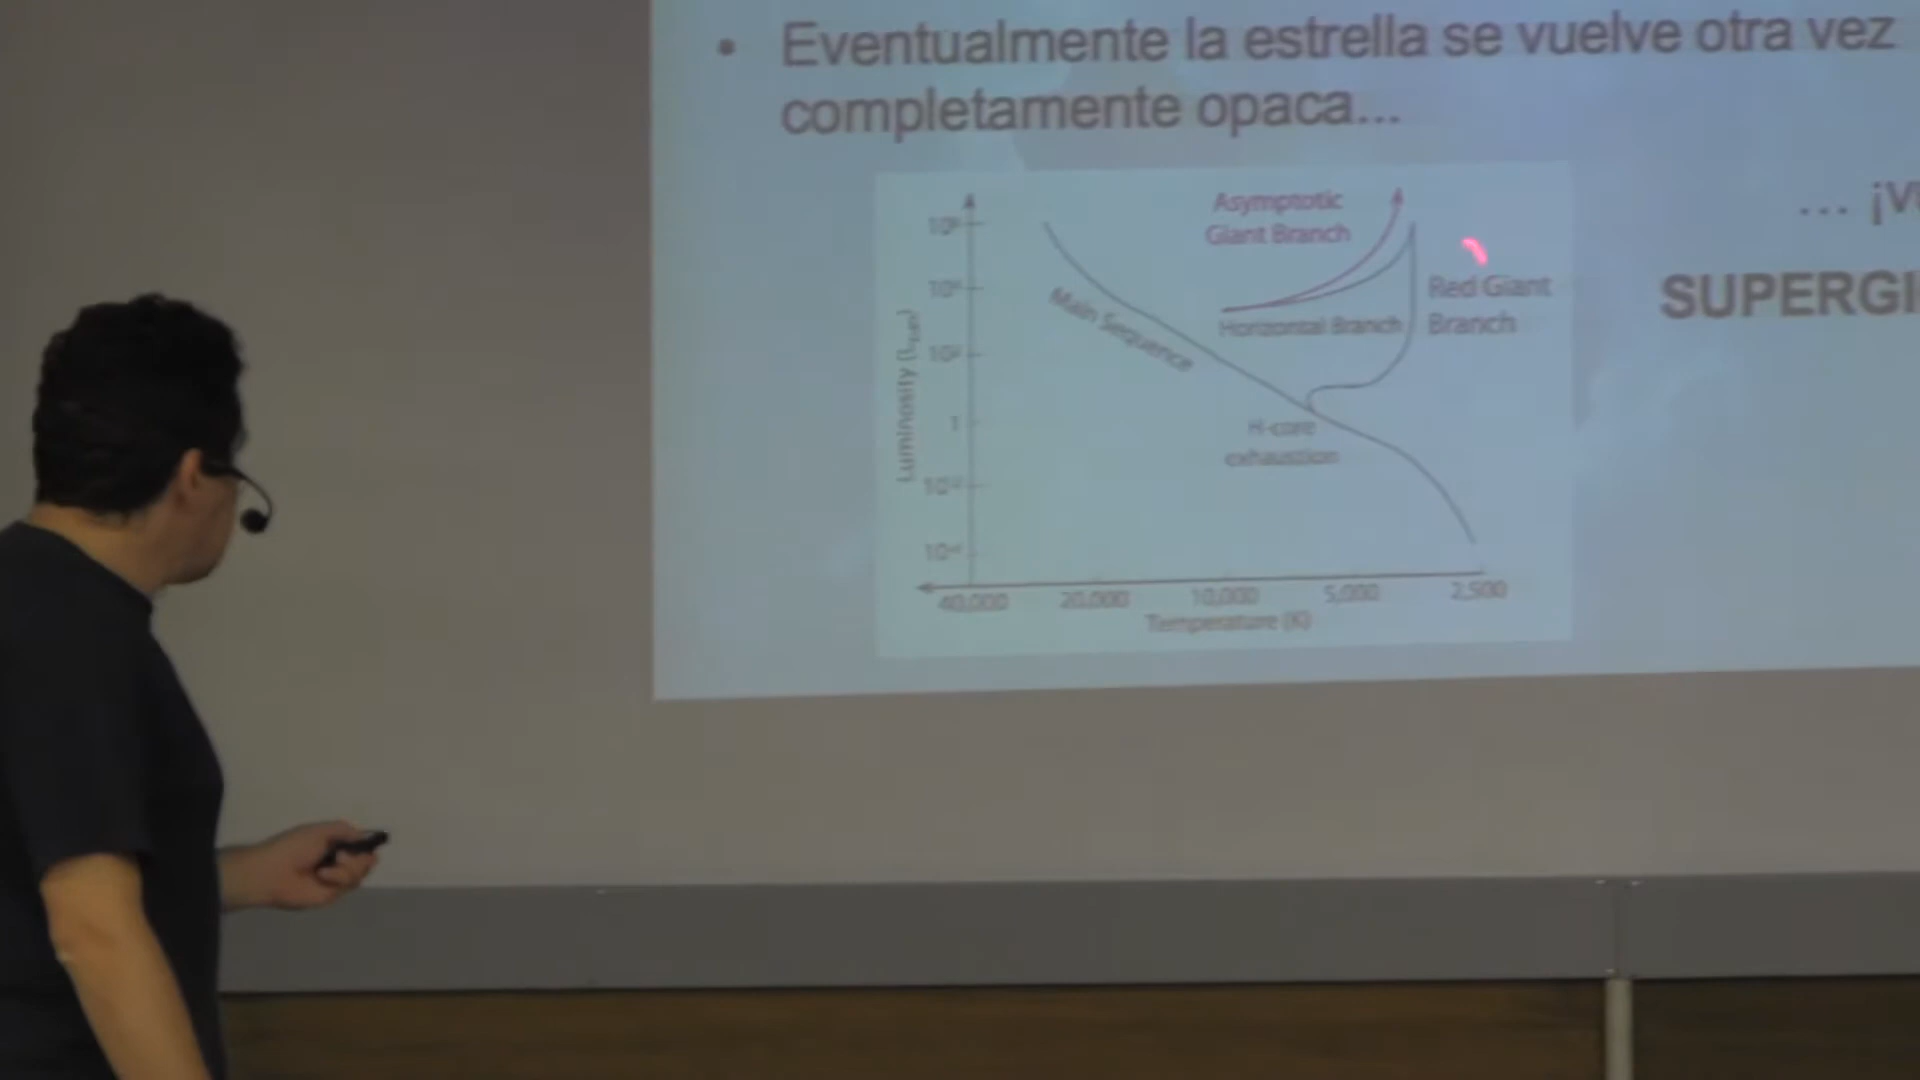 • Eventualmente la estrella se vuelve otra vez
completamente opaca...
... ¡V
SUPERGI
Asymptotic
Giant Branch
Red Giant
Branch
Horizontal Branch
Main Sequence
H-core
exhaustion
Luminosity (Lsun)
1
40,000 20,000 10,000 5,000 2,500
Temperature (K)